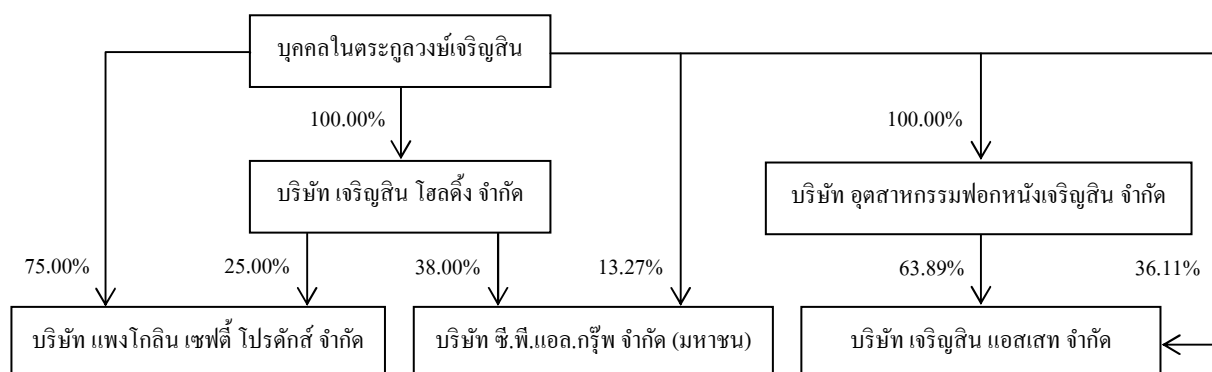 บุคคลในตระกูลวงษ์เจริญสิน
100.00%
100.00%
บริษัท เจริญสิน โฮลดิ้ง จำกัด
บริษัท อุตสาหกรรมฟอกหนังเจริญสิน จำกัด
75.00%
25.00%
38.00%
13.27%
63.89%
36.11%
บริษัท แพงโกลิน เซฟตี้ โปรดักส์ จำกัด
บริษัท ซี.พี.แอล.กรุ๊พ จำกัด (มหาชน)
บริษัท เจริญสิน แอสเสท จำกัด